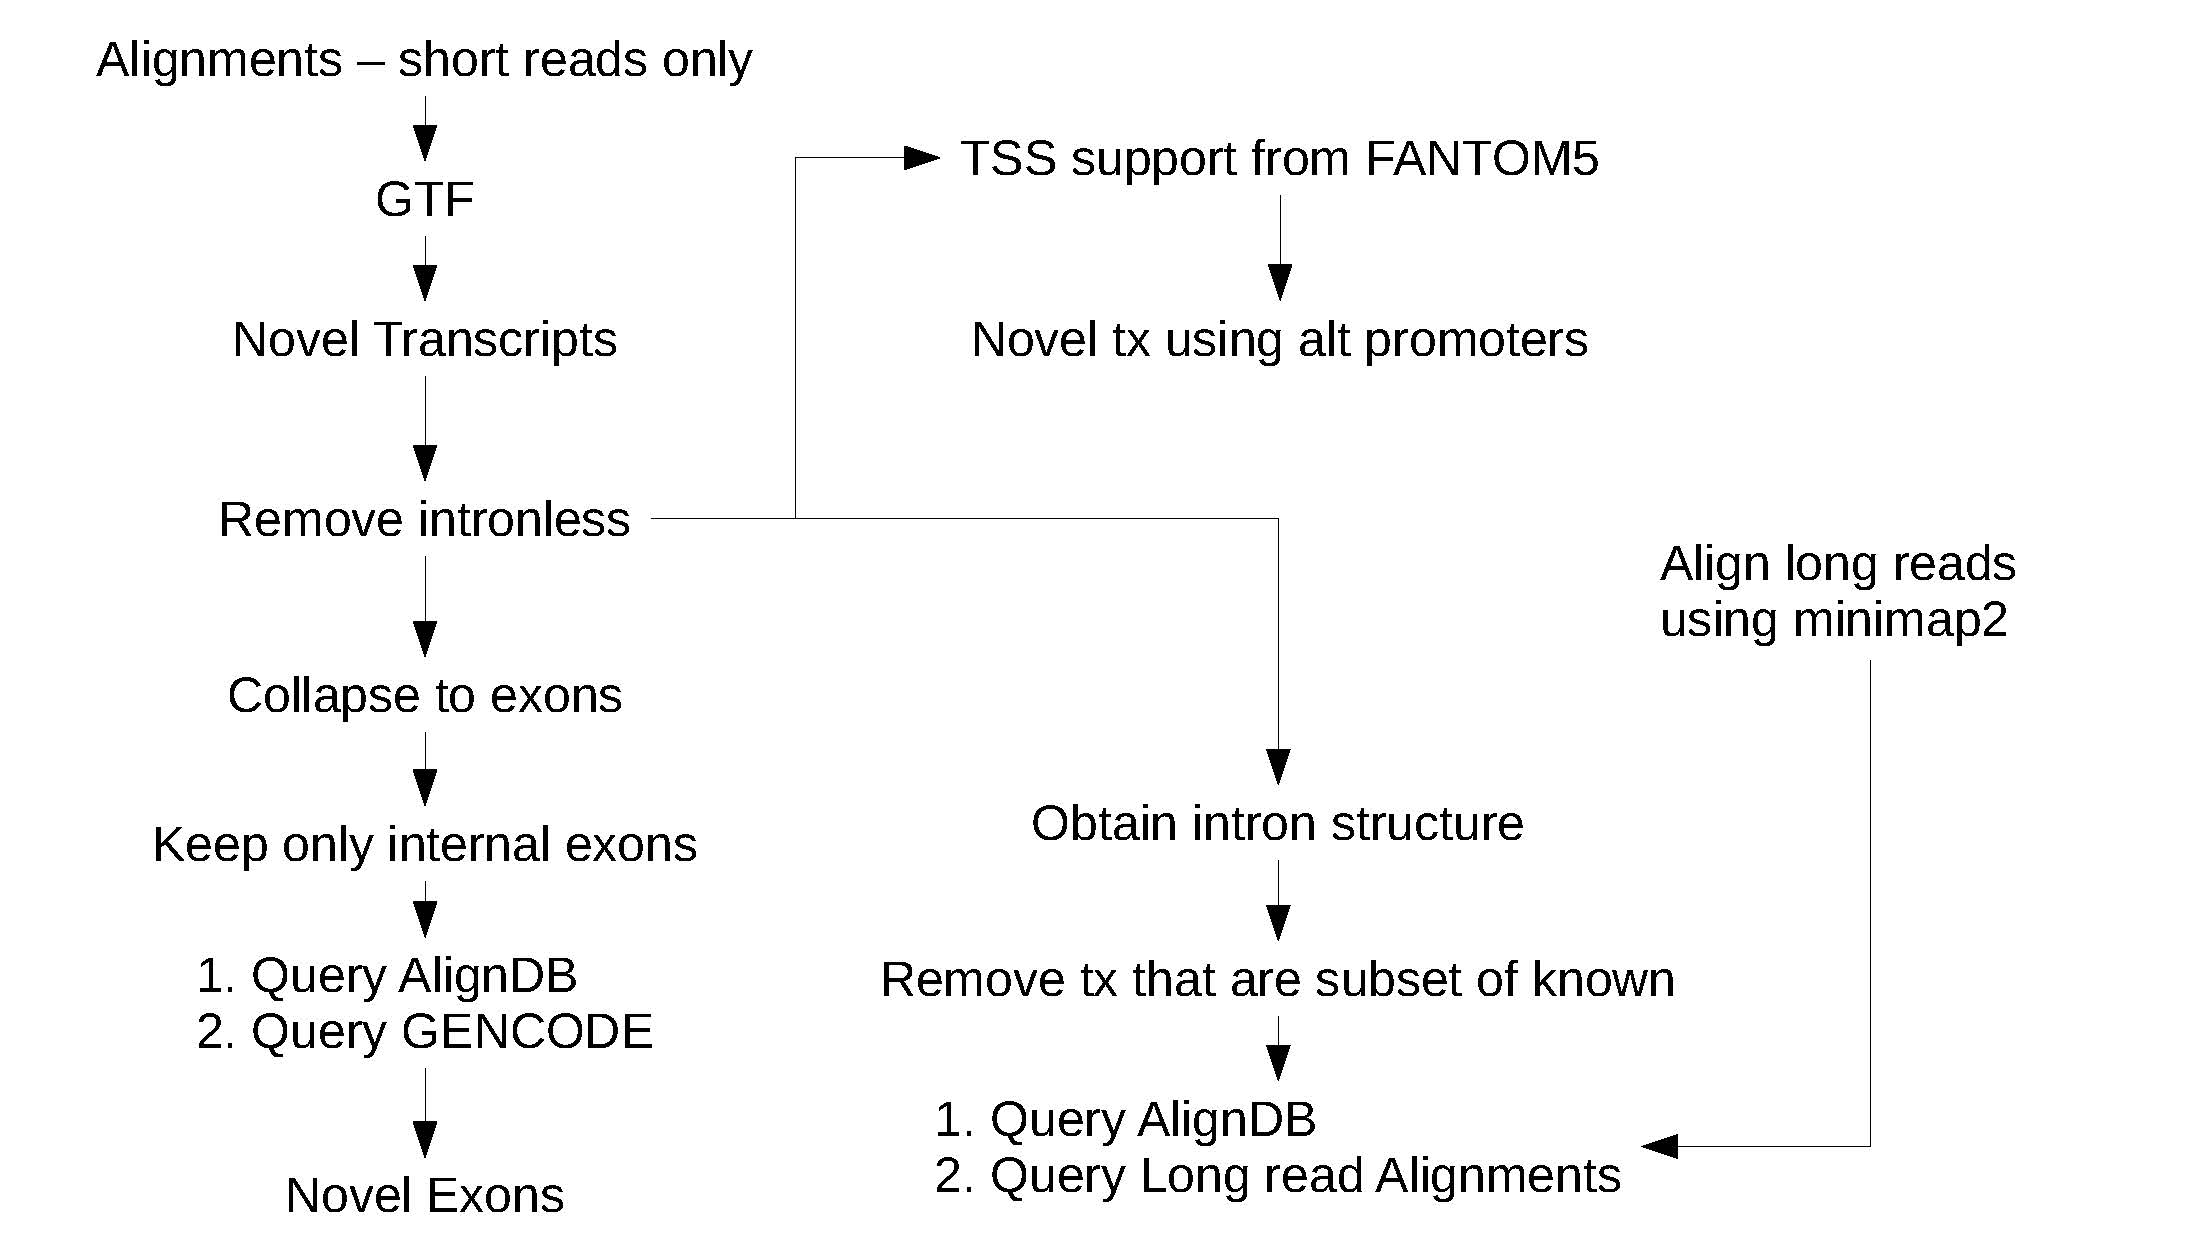 Alignments – short reads only
GTF
Novel Transcripts
Remove intronless
Collapse to exons
Keep only internal exons
1. Query AlignDB
2. Query GENCODE
Novel Exons
TSS support from FANTOM5
Novel tx using alt promoters
Obtain intron structure
Remove tx that are subset of known
1. Query AlignDB
2. Query Long read Alignments
Align long reads
using minimap2